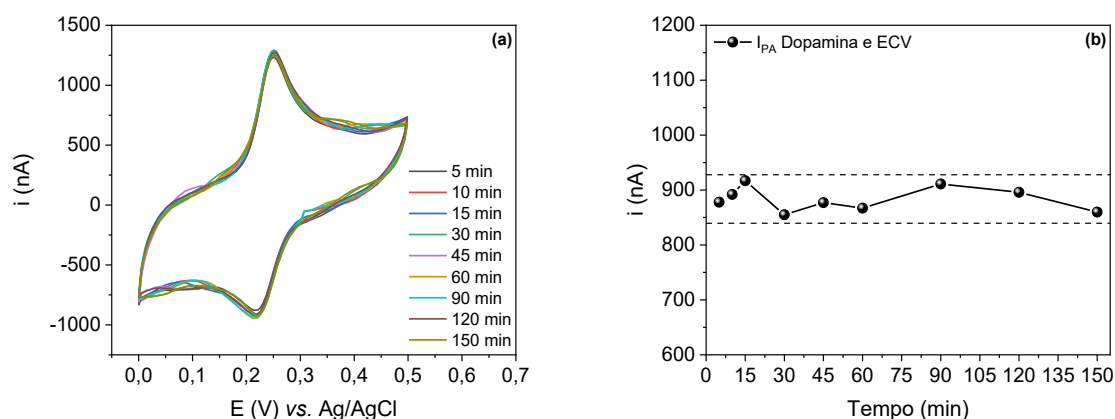 1500
1000
500
0
-500
-1000
i (nA)
(a)
5 min
10 min
15 min
30 min
45 min
60 min
90 min
120 min
150 min
0,0 0,1 0,2 0,3 0,4 0,5 0,6 0,7
E (V) vs. Ag/AgCl
1200
1100
1000
900
800
700
600
i (nA)
I_PA Dopamina e ECV
(b)
0 15 30 45 60 75 90 105 120 135 150
Tempo (min)